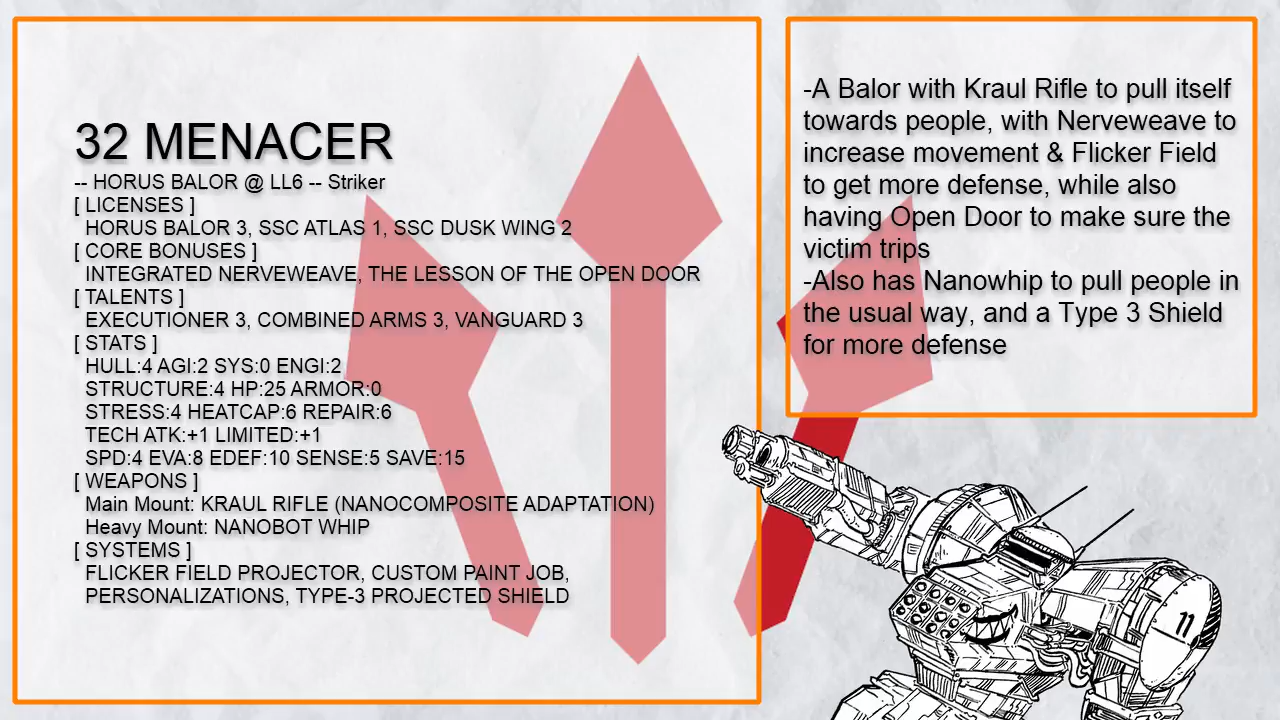 32 MENACER
-- HORUS BALOR @ LL6 -- Striker
[ LICENSES ]
HORUS BALOR 3, SSC ATLAS 1, SSC DUSK WING 2
[ CORE BONUSES ]
INTEGRATED NERVEWEAVE, THE LESSON OF THE OPEN DOOR
[ TALENTS ]
EXECUTIONER 3, COMBINED ARMS 3, VANGUARD 3
[ STATS ]
HULL:4 AGI:2 SYS:0 ENGI:2
STRUCTURE:4 HP:25 ARMOR:0
STRESS:4 HEATCAP:6 REPAIR:6
TECH ATK:+1 LIMITED:+1
SPD:4 EVA:8 EDEF:10 SENSE:5 SAVE:15
[ WEAPONS ]
Main Mount: KRAUL RIFLE (NANOCOMPOSITE ADAPTATION)
Heavy Mount: NANOBOT WHIP
[ SYSTEMS ]
FLICKER FIELD PROJECTOR, CUSTOM PAINT JOB,
PERSONALIZATIONS, TYPE-3 PROJECTED SHIELD
-A Balor with Kraul Rifle to pull itself
towards people, with Nerveweave to
increase movement & Flicker Field
to get more defense, while also
having Open Door to make sure the
victim trips
-Also has Nanowhip to pull people in
the usual way, and a Type 3 Shield
for more defense
11